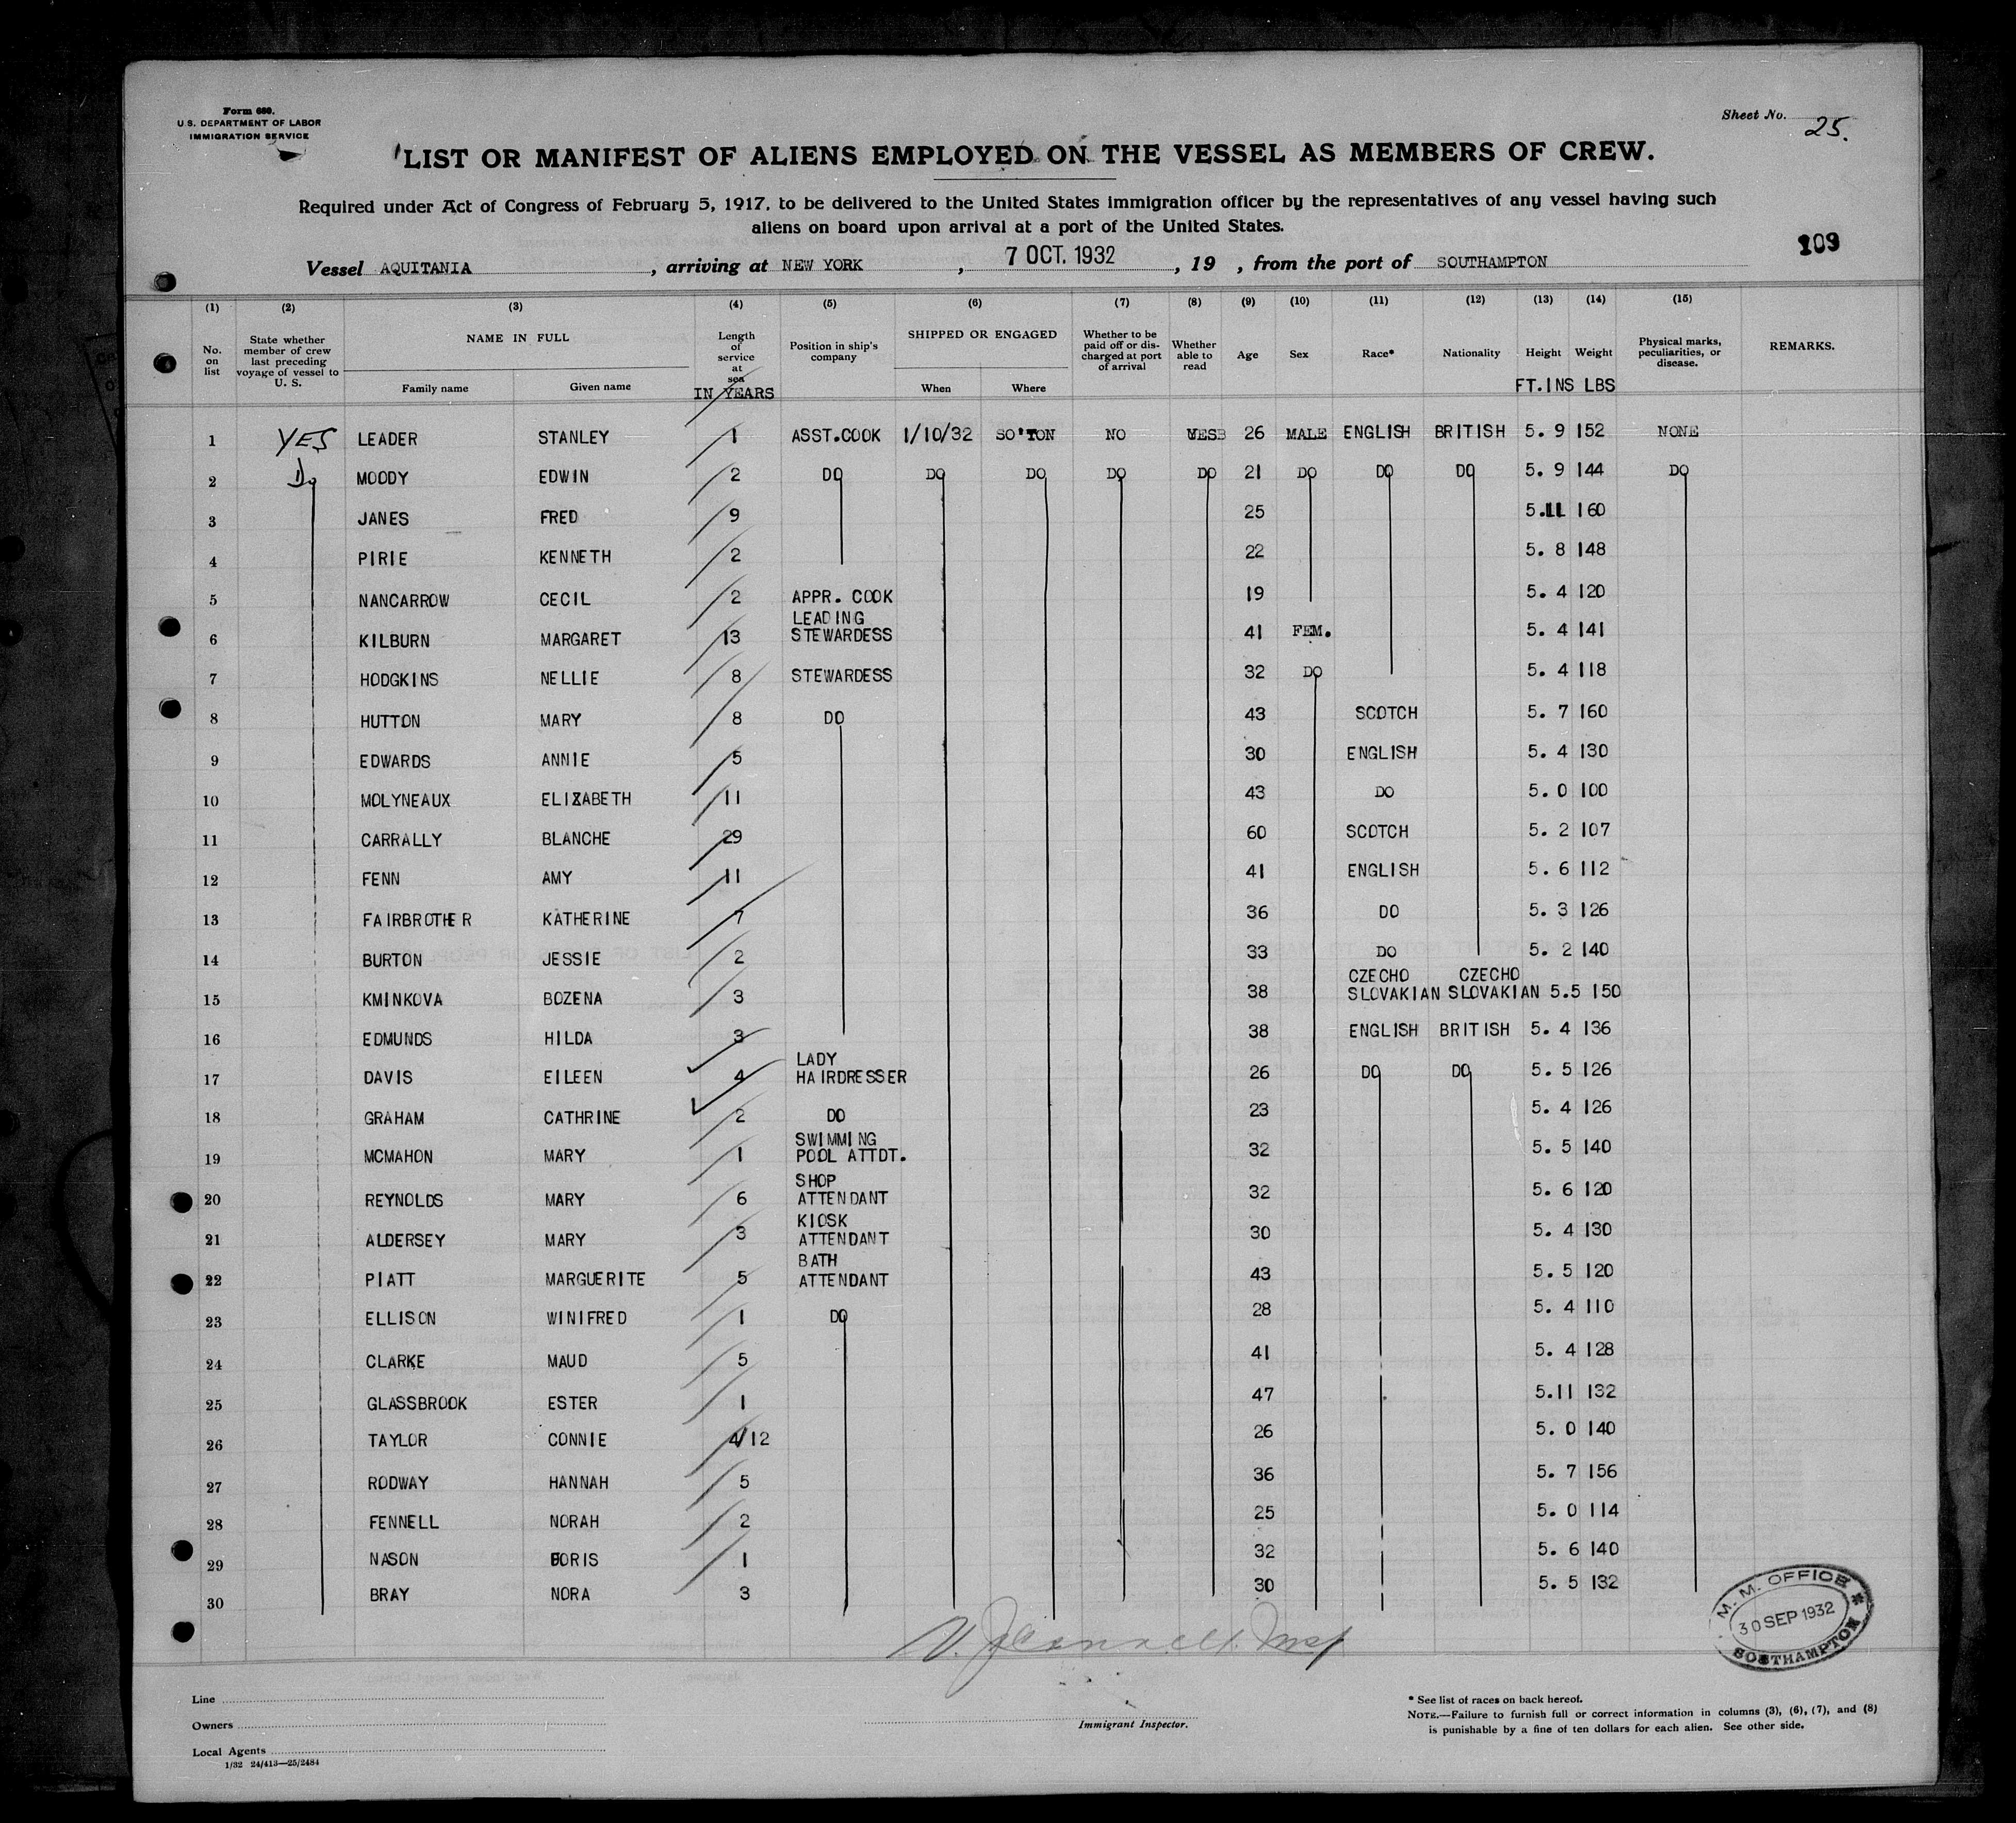 Form 680.
U.S. DEPARTMENT OF LABOR
IMMIGRATION SERVICE
Sheet No. 25.
LIST OR MANIFEST OF ALIENS EMPLOYED ON THE VESSEL AS MEMBERS OF CREW.
Required under Act of Congress of February 5, 1917, to be delivered to the United States immigration officer by the representatives of any vessel having such
aliens on board upon arrival at a port of the United States.
109
Vessel AQUITANIA, arriving at NEW YORK, 7 OCT. 1932, 19 , from the port of SOUTHAMPTON
(1) (2) (3) (4) (5) (6) (7) (8) (9) (10) (11) (12) (13) (14) (15)
No. on list State whether member of crew last preceding voyage of vessel to U. S. NAME IN FULL Family name Given name Length of service at sea IN YEARS Position in ship's company SHIPPED OR ENGAGED When Where Whether to be paid off or discharged at port of arrival Whether able to read Age Sex Race* Nationality Height FT.INS Weight LBS Physical marks, peculiarities, or disease. REMARKS.
1 YES LEADER STANLEY 1 ASST.COOK 1/10/32 SO'TON NO YES 26 MALE ENGLISH BRITISH 5. 9 152 NONE
2 Do MOODY EDWIN 2 DO DO DO DO DO 21 DO DO DO 5. 9 144 DO
3 JANES FRED 9 25 5.11 160
4 PIRIE KENNETH 2 22 5. 8 148
5 NANCARROW CECIL 2 APPR. COOK 19 5. 4 120
6 KILBURN MARGARET 13 LEADING STEWARDESS 41 FEM. 5. 4 141
7 HODGKINS NELLIE 8 STEWARDESS 32 DO 5. 4 118
8 HUTTON MARY 8 DO 43 SCOTCH 5. 7 160
9 EDWARDS ANNIE 5 30 ENGLISH 5. 4 130
10 MOLYNEAUX ELIZABETH 11 43 DO 5. 0 100
11 CARRALLY BLANCHE 29 60 SCOTCH 5. 2 107
12 FENN AMY 11 41 ENGLISH 5. 6 112
13 FAIRBROTHER KATHERINE 7 36 DO 5. 3 126
14 BURTON JESSIE 2 33 DO 5. 2 140
15 KMINKOVA BOZENA 3 38 CZECHO SLOVAKIAN CZECHO SLOVAKIAN 5.5 150
16 EDMUNDS HILDA 3 38 ENGLISH BRITISH 5. 4 136
17 DAVIS EILEEN 4 LADY HAIRDRESSER 26 DO DO 5. 5 126
18 GRAHAM CATHRINE 2 DO 23 5. 4 126
19 MCMAHON MARY 1 SWIMMING POOL ATTDT. 32 5. 5 140
20 REYNOLDS MARY 6 SHOP ATTENDANT 32 5. 6 120
21 ALDERSEY MARY 3 KIOSK ATTENDANT 30 5. 4 130
22 PIATT MARGUERITE 5 BATH ATTENDANT 43 5. 5 120
23 ELLISON WINIFRED 1 DO 28 5. 4 110
24 CLARKE MAUD 5 41 5. 4 128
25 GLASSBROOK ESTER 1 47 5.11 132
26 TAYLOR CONNIE 4/12 26 5. 0 140
27 RODWAY HANNAH 5 36 5. 7 156
28 FENNELL NORAH 2 25 5. 0 114
29 NASON DORIS 1 32 5. 6 140
30 BRAY NORA 3 30 5. 5 132
M. M. OFFICE
30 SEP 1932
SOUTHAMPTON
Line
Owners
Local Agents
1/32 24/413—25/2484
Immigrant Inspector.
* See list of races on back hereof.
NOTE.—Failure to furnish full or correct information in columns (3), (6), (7), and (8)
is punishable by a fine of ten dollars for each alien. See other side.